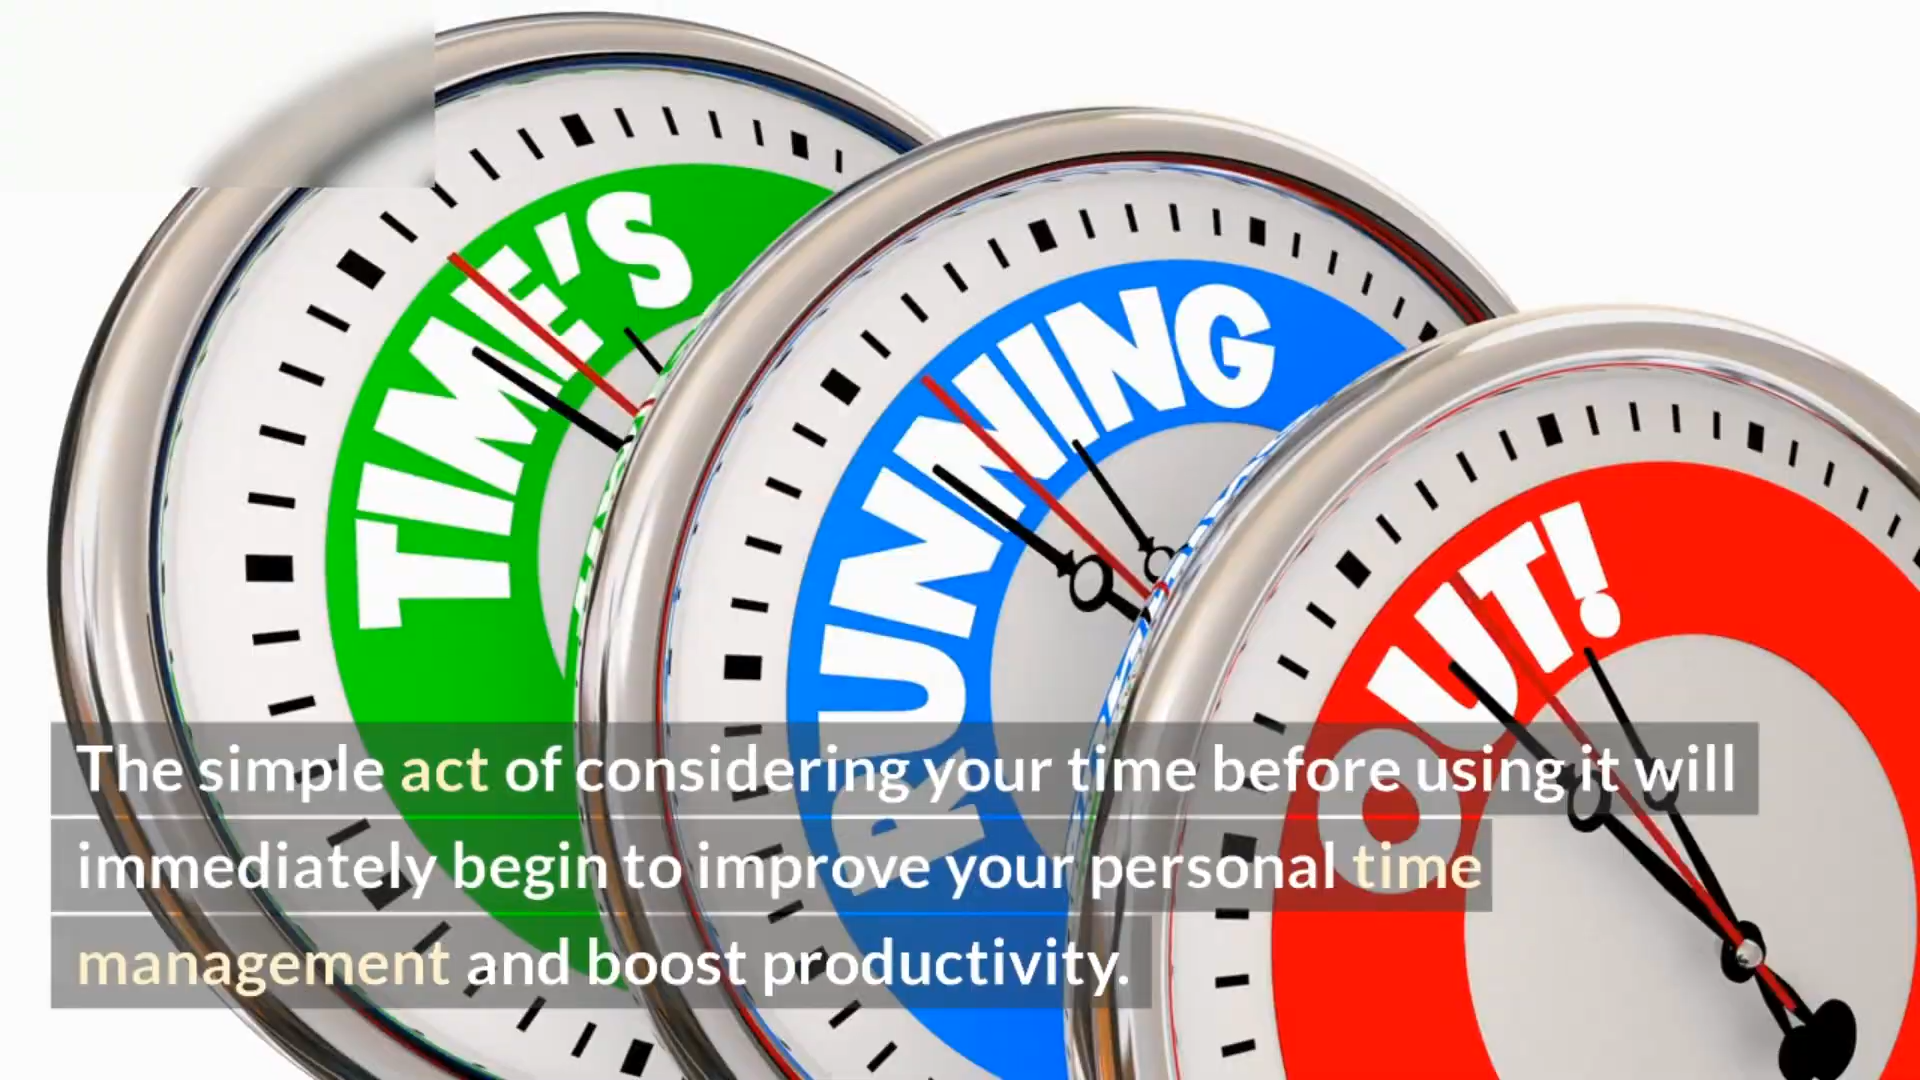 TIME'S
RUNNING
OUT!
The simple act of considering your time before using it will
immediately begin to improve your personal time
management and boost productivity.